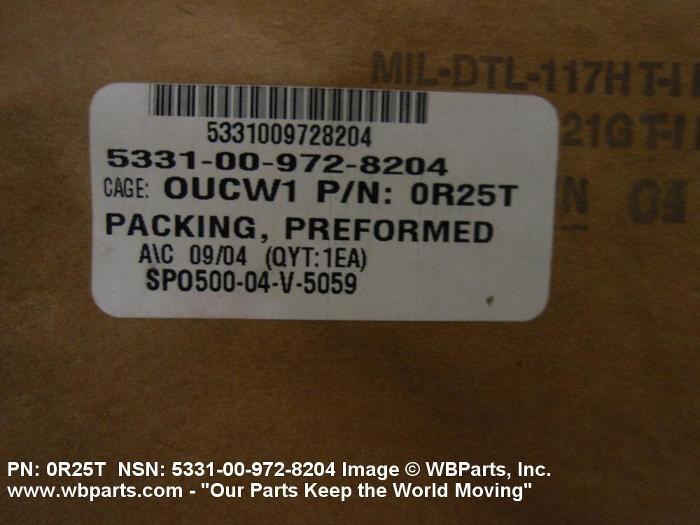 MIL-DTL-117H T-I
21G T-I
5331009728204
5331-00-972-8204
CAGE: OUCW1 P/N: 0R25T
PACKING, PREFORMED
A\C 09/04 (QYT:1EA)
SPO500-04-V-5059
PN: 0R25T NSN: 5331-00-972-8204 Image © WBParts, Inc.
www.wbparts.com - "Our Parts Keep the World Moving"